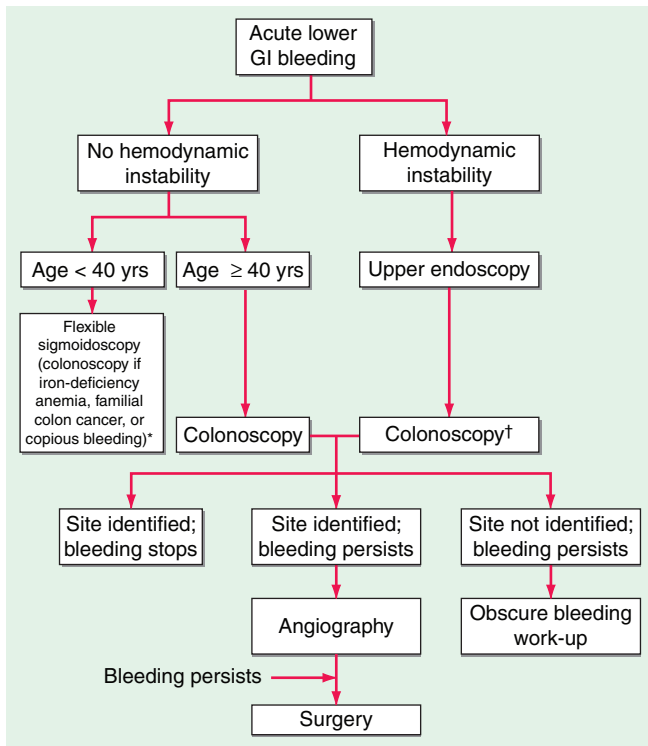 Acute lower
GI bleeding
No hemodynamic
instability
Hemodynamic
instability
Age < 40 yrs
Age ≥ 40 yrs
Upper endoscopy
Flexible
sigmoidoscopy
(colonoscopy if
iron-deficiency
anemia, familial
colon cancer, or
copious bleeding)*
Colonoscopy
Colonoscopy†
Site identified;
bleeding stops
Site identified;
bleeding persists
Site not identified;
bleeding persists
Angiography
Obscure bleeding
work-up
Bleeding persists
Surgery